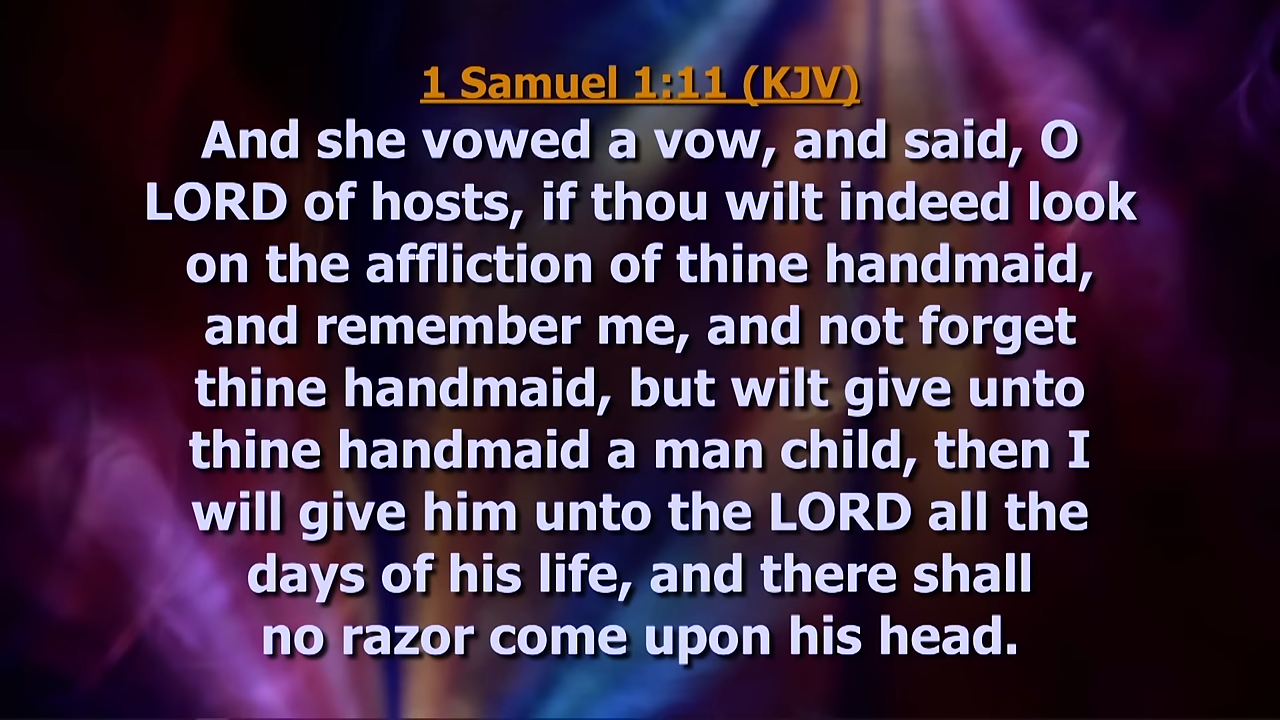 1 Samuel 1:11 (KJV)
And she vowed a vow, and said, O
LORD of hosts, if thou wilt indeed look
on the affliction of thine handmaid,
and remember me, and not forget
thine handmaid, but wilt give unto
thine handmaid a man child, then I
will give him unto the LORD all the
days of his life, and there shall
no razor come upon his head.